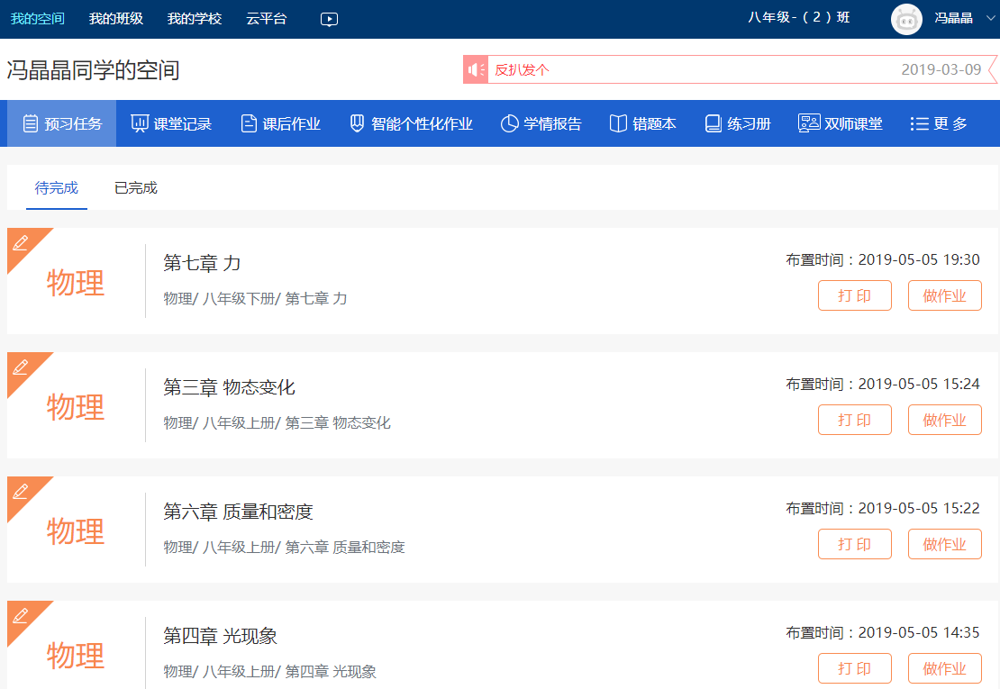 我的空间 我的班级 我的学校 云平台 八年级-（2）班 冯晶晶
冯晶晶同学的空间 反扒发个 2019-03-09
预习任务 课堂记录 课后作业 智能个性化作业 学情报告 错题本 练习册 双师课堂 更 多
待完成 已完成
物理
第七章 力
物理/ 八年级下册/ 第七章 力
布置时间：2019-05-05 19:30
打 印 做作业
物理
第三章 物态变化
物理/ 八年级上册/ 第三章 物态变化
布置时间：2019-05-05 15:24
打 印 做作业
物理
第六章 质量和密度
物理/ 八年级上册/ 第六章 质量和密度
布置时间：2019-05-05 15:22
打 印 做作业
物理
第四章 光现象
物理/ 八年级上册/ 第四章 光现象
布置时间：2019-05-05 14:35
打 印 做作业